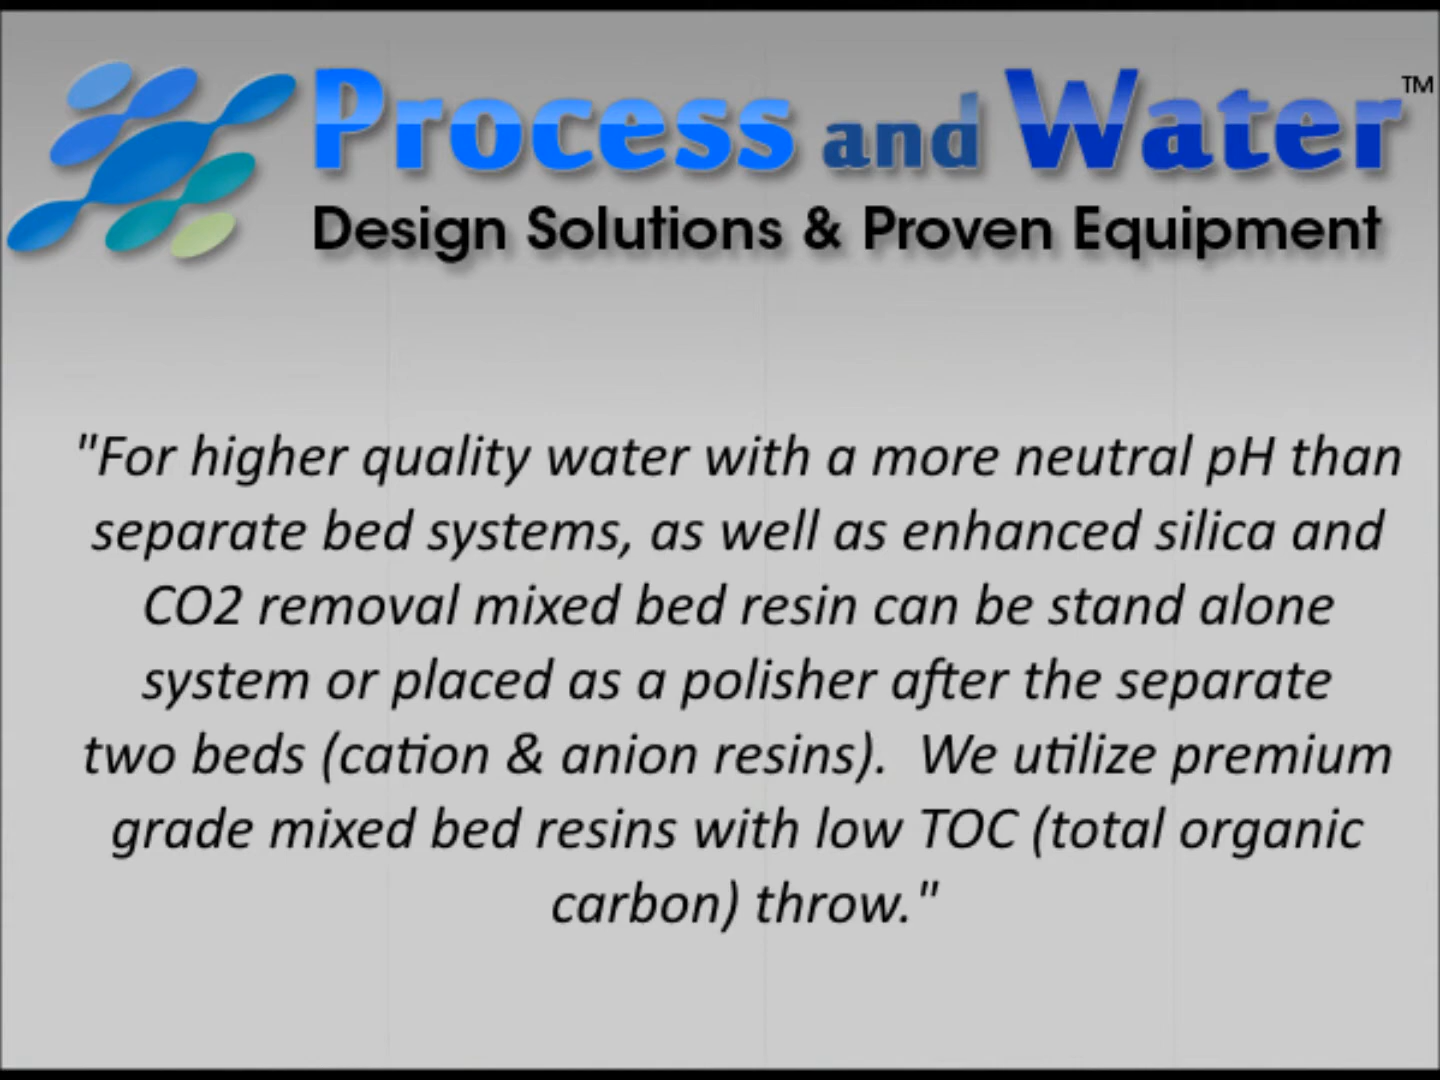 Process and Water™
Design Solutions & Proven Equipment
"For higher quality water with a more neutral pH than
separate bed systems, as well as enhanced silica and
CO2 removal mixed bed resin can be stand alone
system or placed as a polisher after the separate
two beds (cation & anion resins).  We utilize premium
grade mixed bed resins with low TOC (total organic
carbon) throw."